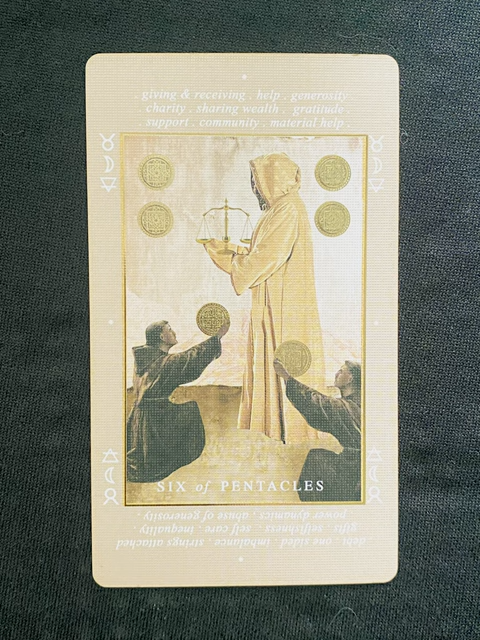 . giving & receiving . help . generosity
charity . sharing wealth . gratitude .
support . community . material help .
SIX of PENTACLES
. debt . one sided . imbalance . strings attached
gifts . selfishness . self care . inequality .
power dynamics . abuse of generosity